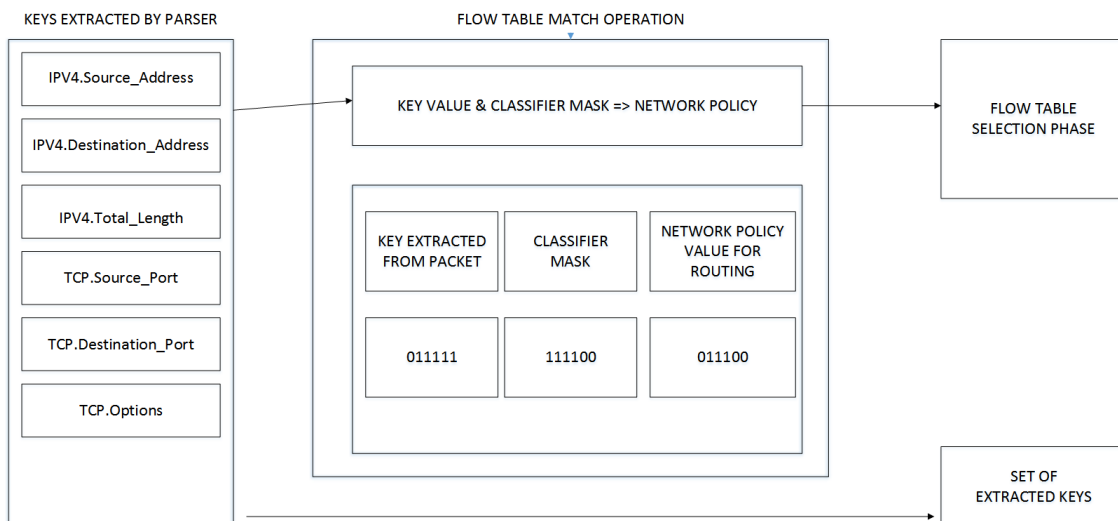 KEYS EXTRACTED BY PARSER
IPV4.Source_Address
IPV4.Destination_Address
IPV4.Total_Length
TCP.Source_Port
TCP.Destination_Port
TCP.Options
FLOW TABLE MATCH OPERATION
KEY VALUE & CLASSIFIER MASK => NETWORK POLICY
KEY EXTRACTED
FROM PACKET
CLASSIFIER
MASK
NETWORK POLICY
VALUE FOR
ROUTING
011111
111100
011100
FLOW TABLE
SELECTION PHASE
SET OF
EXTRACTED KEYS